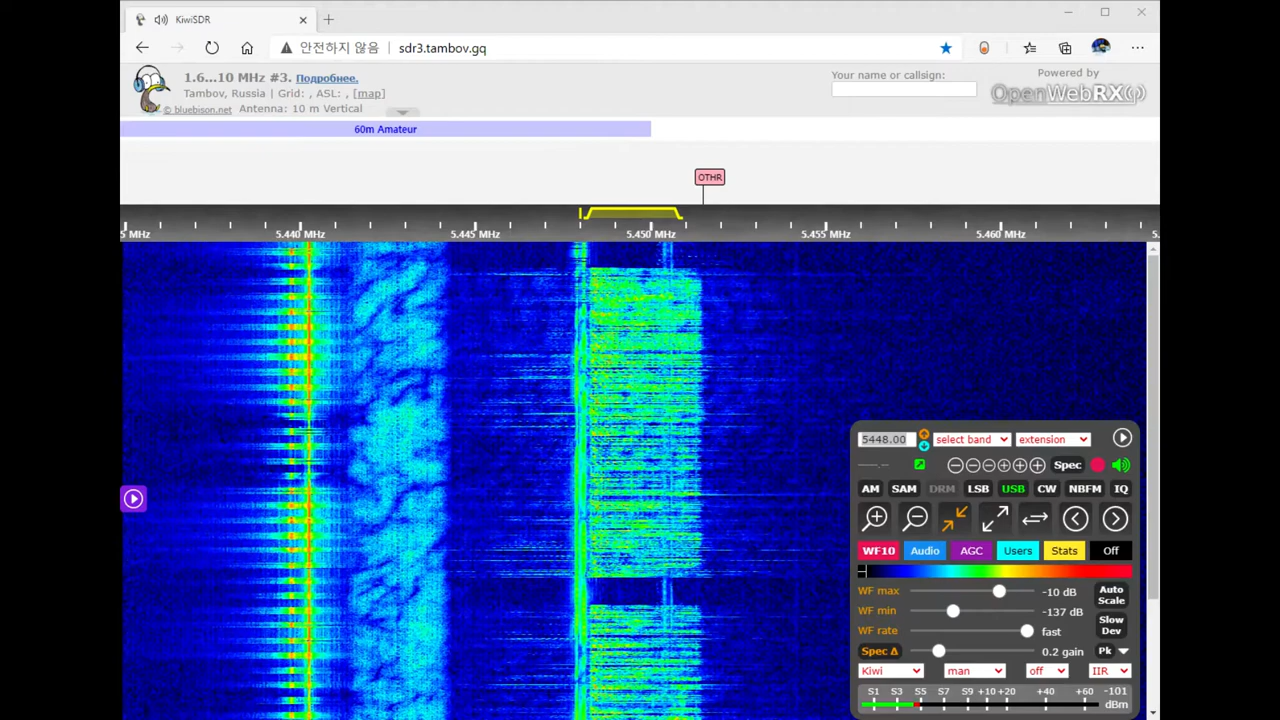 KiwiSDR
안전하지 않음
sdr3.tambov.gq
1.6...10 MHz #3. Подробнее.
Tambov, Russia | Grid: , ASL: , [map]
© bluebison.net Antenna: 10 m Vertical
Your name or callsign:
Powered by
OpenWebRX
60m Amateur
OTHR
5 MHz 5.440 MHz 5.445 MHz 5.450 MHz 5.455 MHz 5.460 MHz 5.
5448.00 select band extension
Spec
AM SAM DRM LSB USB CW NBFM IQ
WF10 Audio AGC Users Stats Off
WF max -10 dB Auto Scale
WF min -137 dB
WF rate fast Slow Dev
Spec Δ 0.2 gain Pk
Kiwi man off IIR
S1 S3 S5 S7 S9 +10 +20 +40 +60 -101 dBm